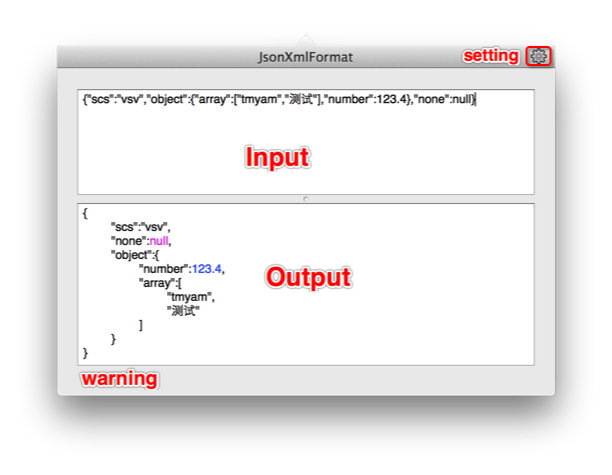 JsonXmlFormat
setting
{"scs":"vsv","object":{"array":["tmyam","测试"],"number":123.4},"none":null}
Input
{
"scs":"vsv",
"none":null,
"object":{
"number":123.4,
"array":[
"tmyam",
"测试"
]
}
}
Output
warning